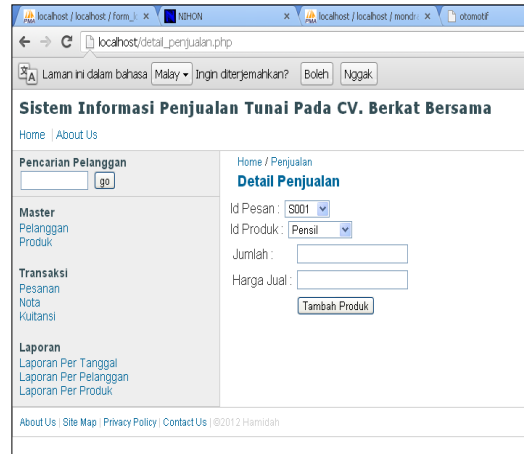 localhost / localhost / form_k × NIHON × localhost / localhost / mondr × otomotif
localhost/detail_penjualan.php
Laman ini dalam bahasa Malay Ingin diterjemahkan? Boleh Nggak
Sistem Informasi Penjualan Tunai Pada CV. Berkat Bersama
Home | About Us
Pencarian Pelanggan
go
Master
Pelanggan
Produk
Transaksi
Pesanan
Nota
Kuitansi
Laporan
Laporan Per Tanggal
Laporan Per Pelanggan
Laporan Per Produk
Home / Penjualan
Detail Penjualan
Id Pesan : S001
Id Produk : Pensil
Jumlah :
Harga Jual :
Tambah Produk
About Us | Site Map | Privacy Policy | Contact Us | ©2012 Hamidah